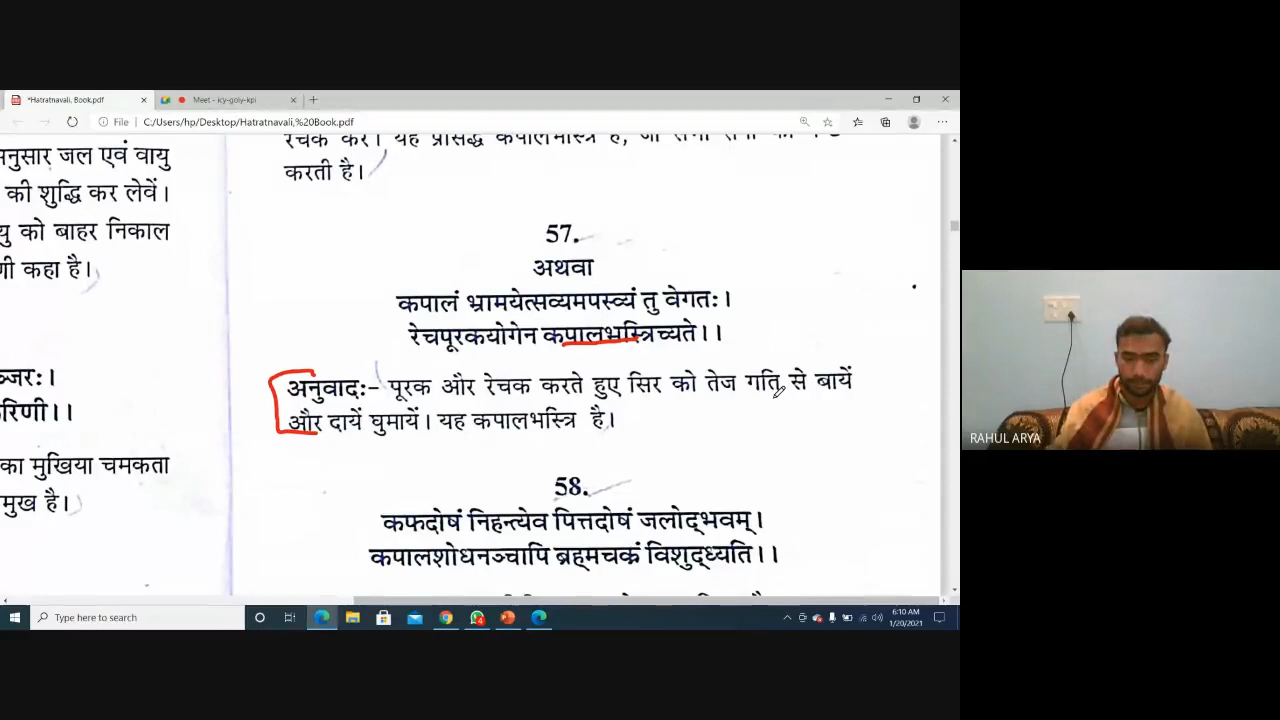 *Hatratnavali, Book.pdf
Meet - icy-goly-kpi
File
C:/Users/hp/Desktop/Hatratnavali,%20Book.pdf
करती है।
57.
अथवा
कपालं भ्रामयेत्सव्यमपसव्यं तु वेगतः।
रेचपूरकयोगेन कपालभस्त्रिच्यते।।
अनुवादः- पूरक और रेचक करते हुए सिर को तेज गति से बायें
और दायें घुमायें। यह कपालभस्त्रि है।
58.
कफदोषं निहन्त्येव पित्तदोषं जलोद्भवम्।
कपालशोधनञ्चापि ब्रह्मचक्रं विशुद्ध्यति।।
नुसार जल एवं वायु
की शुद्धि कर लेवें।
यु को बाहर निकाल
णी कहा है।
ञ्जरः।
रिणी।।
का मुखिया चमकता
मुख है।
RAHUL ARYA
Type here to search
6:10 AM
1/20/2021